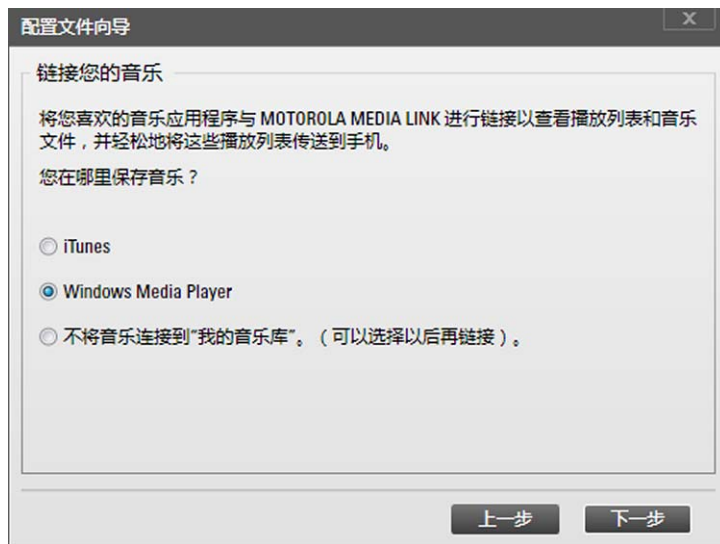 配置文件向导
X
链接您的音乐
将您喜欢的音乐应用程序与 MOTOROLA MEDIA LINK 进行链接以查看播放列表和音乐
文件，并轻松地将这些播放列表传送到手机。
您在哪里保存音乐？
iTunes
Windows Media Player
不将音乐连接到“我的音乐库”。（可以选择以后再链接）。
上一步
下一步